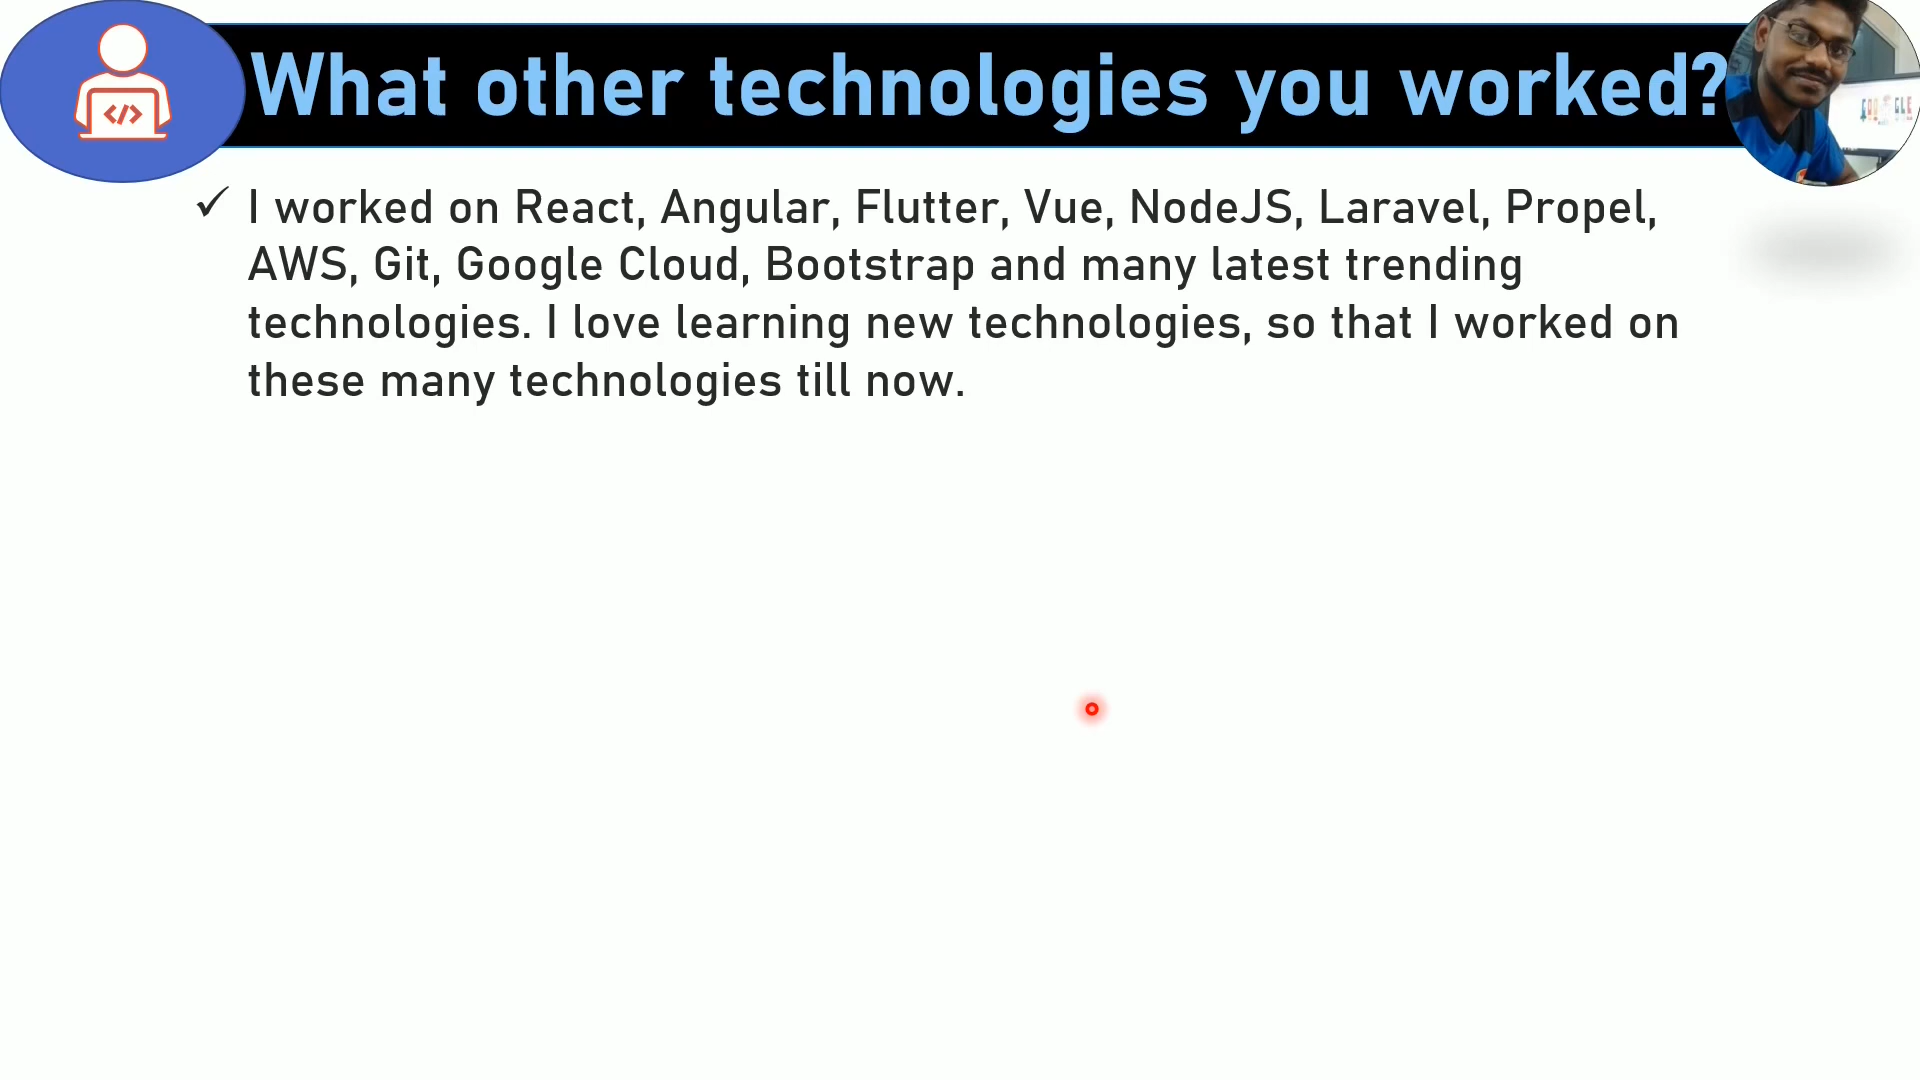 What other technologies you worked?
</>
GOOGLE
✓ I worked on React, Angular, Flutter, Vue, NodeJS, Laravel, Propel,
AWS, Git, Google Cloud, Bootstrap and many latest trending
technologies. I love learning new technologies, so that I worked on
these many technologies till now.